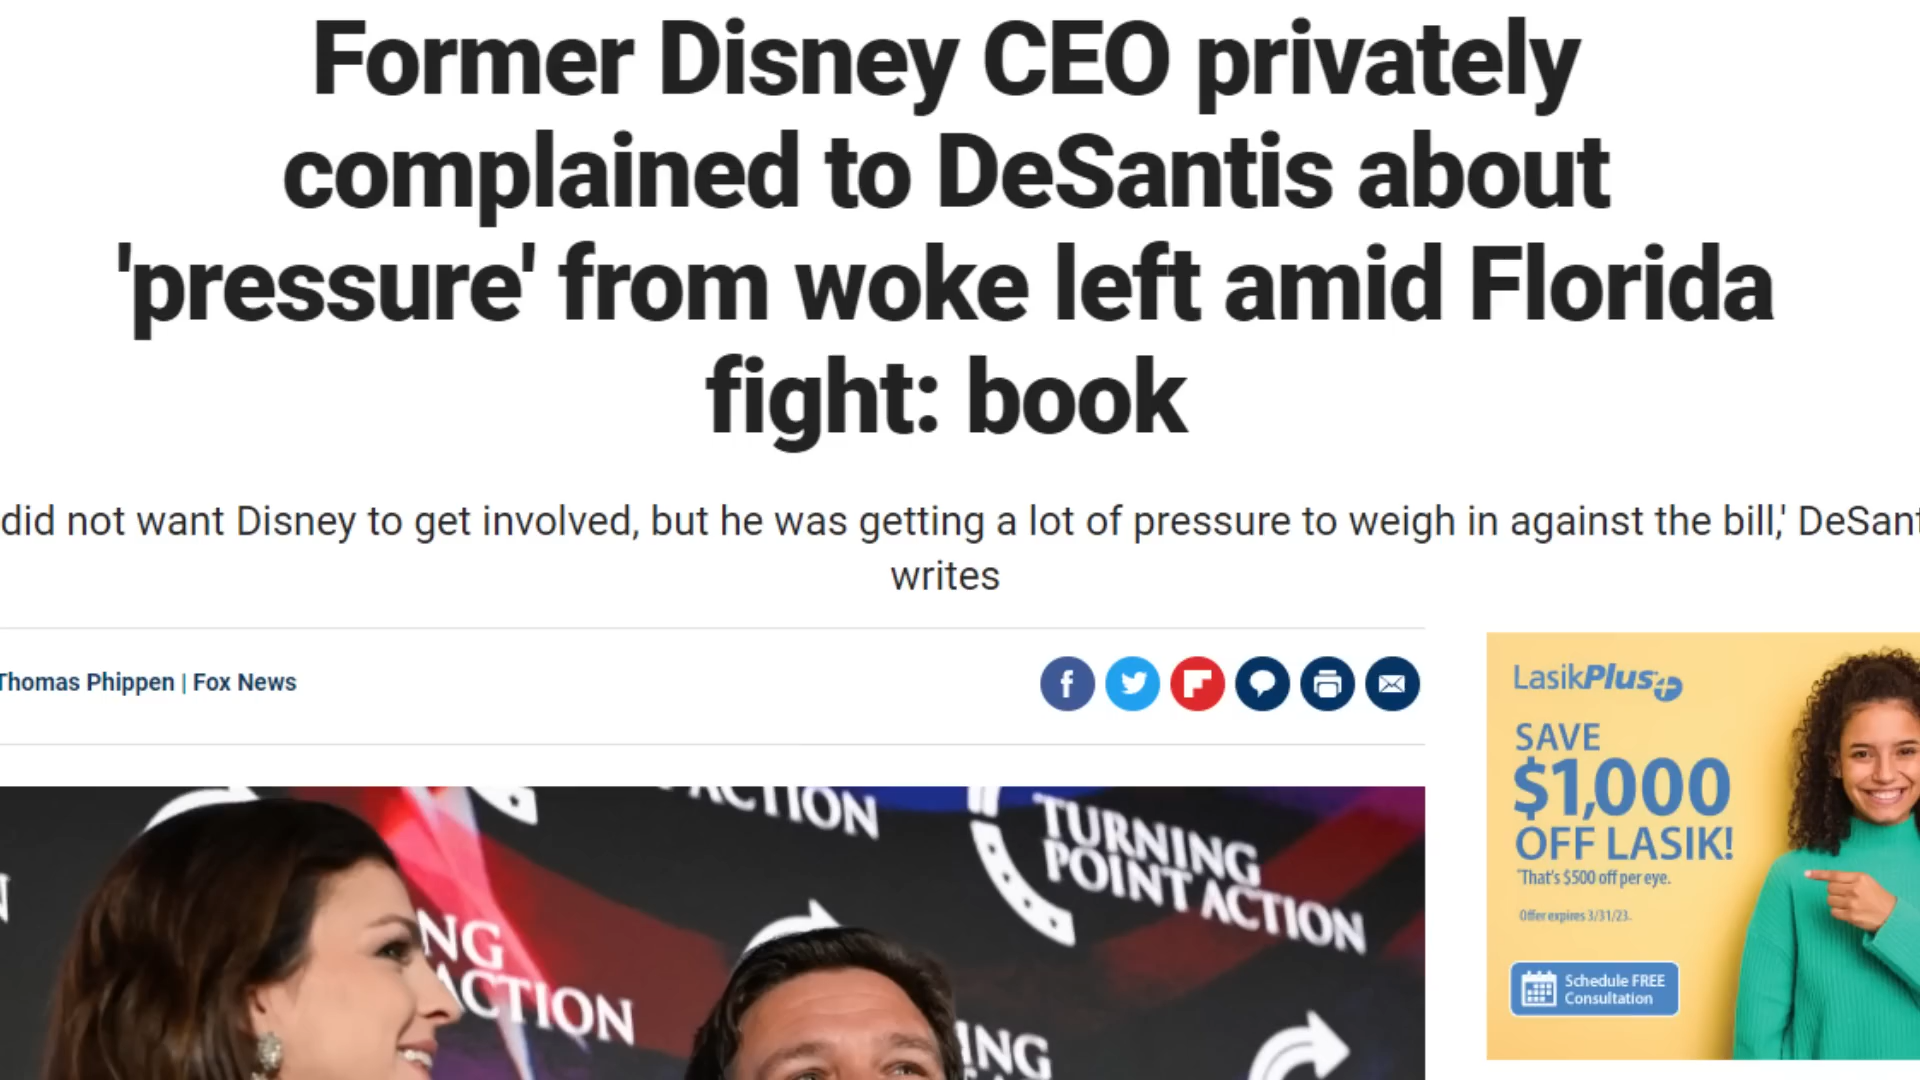 Former Disney CEO privately
complained to DeSantis about
'pressure' from woke left amid Florida
fight: book
did not want Disney to get involved, but he was getting a lot of pressure to weigh in against the bill,' DeSant
writes
Thomas Phippen | Fox News
LasikPlus
SAVE
$1,000
OFF LASIK!
*That's $500 off per eye.
Offer expires 3/31/23.
Schedule FREE
Consultation
ACTION
TURNING
POINT ACTION
NG
ACTION
ING